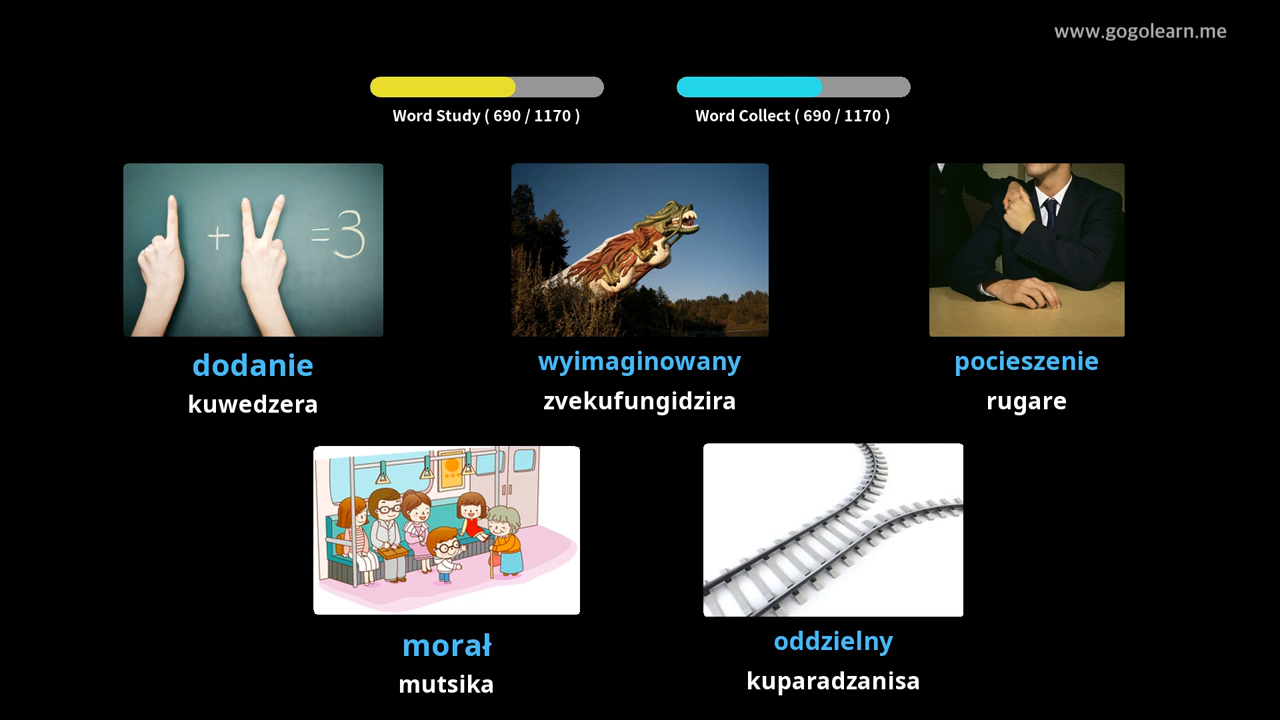 www.gogolearn.me
Word Study ( 690 / 1170 )
Word Collect ( 690 / 1170 )
+ = 3
dodanie
kuwedzera
wyimaginowany
zvekufungidzira
pocieszenie
rugare
morał
mutsika
oddzielny
kuparadzanisa